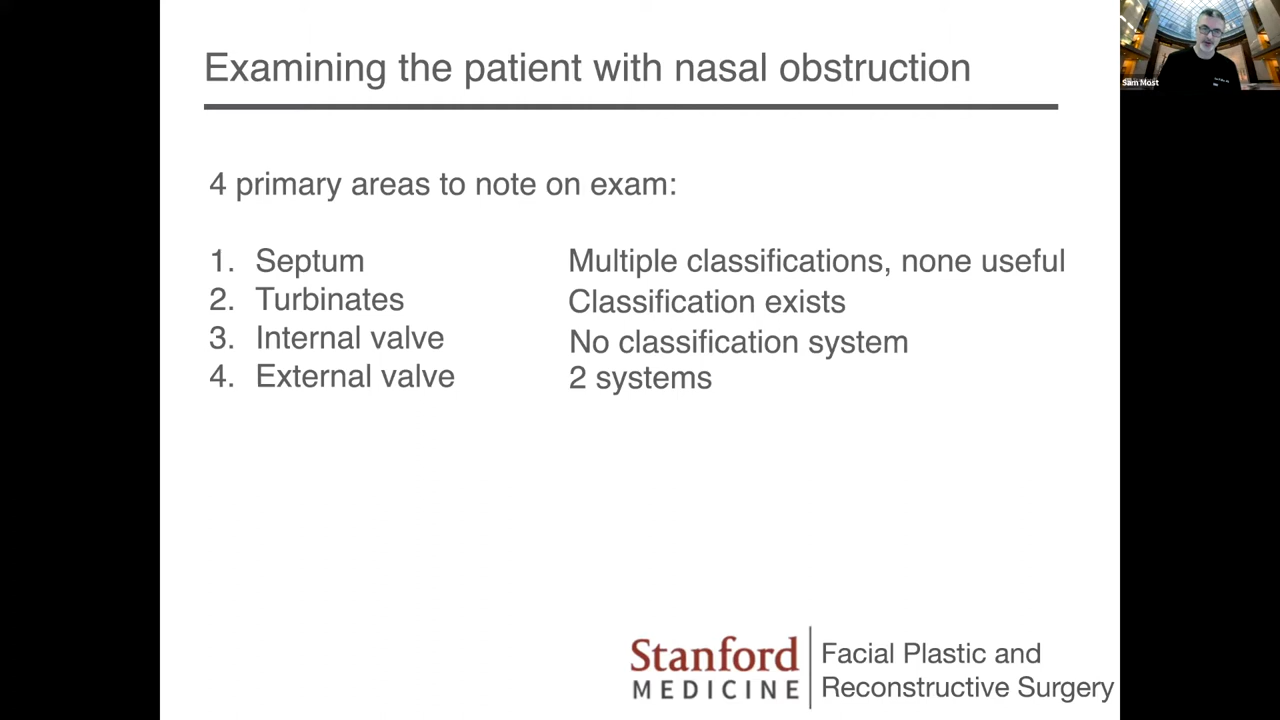 Examining the patient with nasal obstruction
4 primary areas to note on exam:
1. Septum Multiple classifications, none useful
2. Turbinates Classification exists
3. Internal valve No classification system
4. External valve 2 systems
Stanford MEDICINE
Facial Plastic and
Reconstructive Surgery
Sam Most